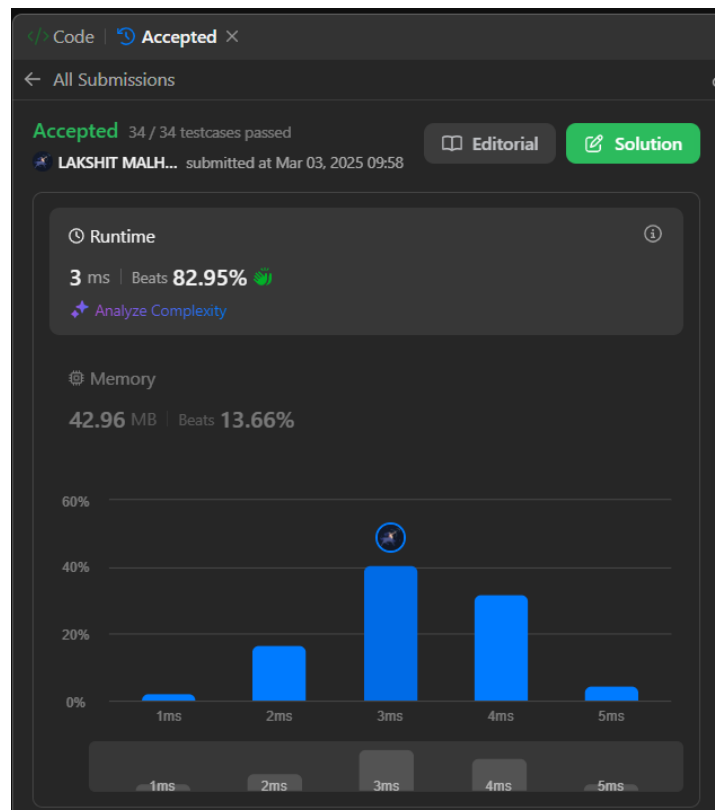 </> Code | Accepted ×
← All Submissions
Accepted 34 / 34 testcases passed
Editorial
Solution
LAKSHIT MALH... submitted at Mar 03, 2025 09:58
Runtime
3 ms | Beats 82.95%
Analyze Complexity
Memory
42.96 MB | Beats 13.66%
60%
40%
20%
0%
1ms 2ms 3ms 4ms 5ms
1ms 2ms 3ms 4ms 5ms